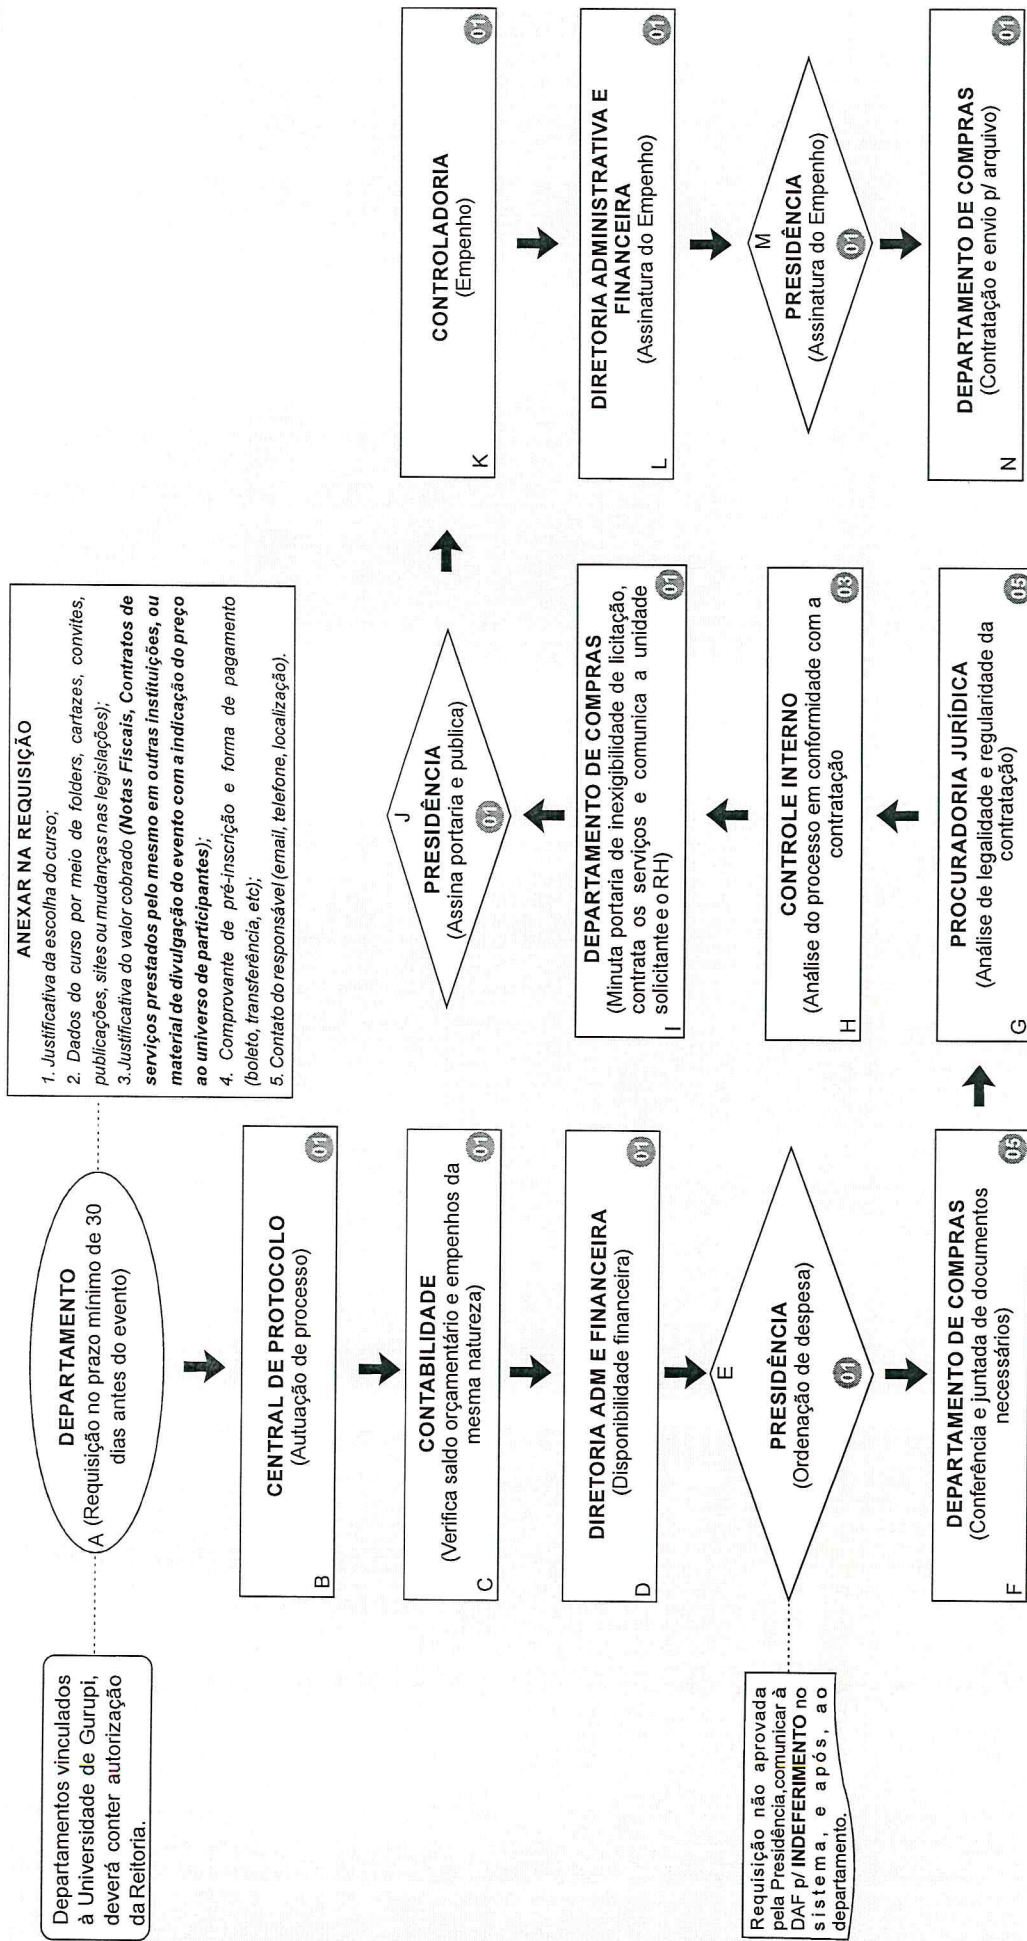 Departamentos vinculados
à Universidade de Gurupi,
deverá conter autorização
da Reitoria.
DEPARTAMENTO
A (Requisição no prazo mínimo de 30
dias antes do evento)
ANEXAR NA REQUISIÇÃO
1. Justificativa da escolha do curso;
2. Dados do curso por meio de folders, cartazes, convites,
publicações, sites ou mudanças nas legislações);
3.Justificativa do valor cobrado (Notas Fiscais, Contratos de
serviços prestados pelo mesmo em outras instituições, ou
material de divulgação do evento com indicação do preço
ao universo de participantes);
4. Comprovante de pré-inscrição e forma de pagamento
(boleto, transferência, etc);
5. Contato do responsável (email, telefone, localização).
CENTRAL DE PROTOCOLO
(Autuação de processo)
B
01
CONTABILIDADE
(Verifica saldo orçamentário e empenhos da
mesma natureza)
C
01
DIRETORIA ADM E FINANCEIRA
(Disponibilidade financeira)
D
01
E
PRESIDÊNCIA
(Ordenação de despesa)
01
Requisição não aprovada
pela Presidência,comunicar à
DAF p/ INDEFERIMENTO no
sistema, e após, ao
departamento.
DEPARTAMENTO DE COMPRAS
(Conferência e juntada de documentos
necessários)
F
05
PROCURADORIA JURÍDICA
(Análise de legalidade e regularidade da
contratação)
G
05
CONTROLE INTERNO
(Análise do processo em conformidade com a
contratação
H
03
DEPARTAMENTO DE COMPRAS
(Minuta portaria de inexigibilidade de licitação,
contrata os serviços e comunica a unidade
solicitante e o RH)
I
01
J
PRESIDÊNCIA
(Assina portaria e publica)
01
CONTROLADORIA
(Empenho)
K
01
DIRETORIA ADMINISTRATIVA E
FINANCEIRA
(Assinatura do Empenho)
L
01
M
PRESIDÊNCIA
(Assinatura do Empenho)
01
DEPARTAMENTO DE COMPRAS
(Contratação e envio p/ arquivo)
N
01